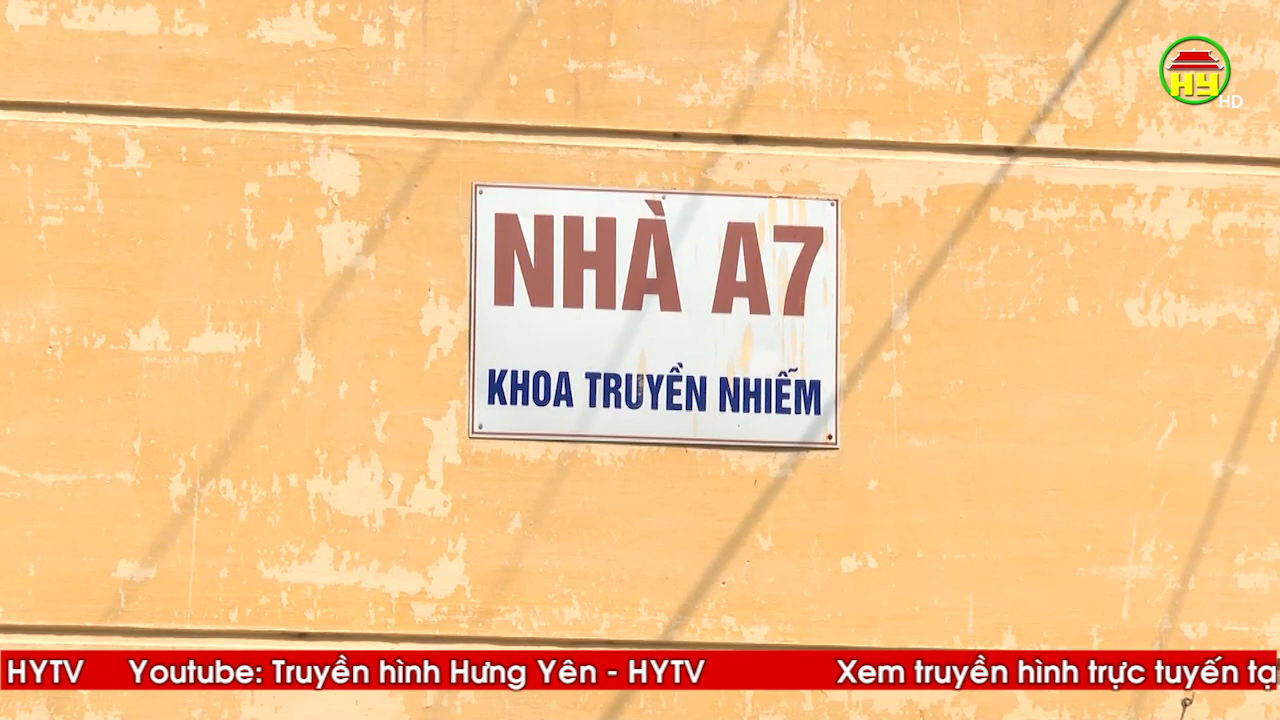 HY
HD
NHÀ A7
KHOA TRUYỀN NHIỄM
HYTV Youtube: Truyền hình Hưng Yên - HYTV Xem truyền hình trực tuyến tạ